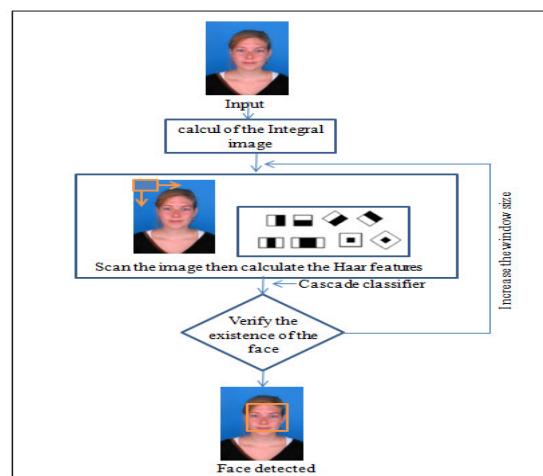 Input
calcul of the Integral
image
Scan the image then calculate the Haar features
Cascade classifier
Increase the window size
Verify the
existence of the
face
Face detected